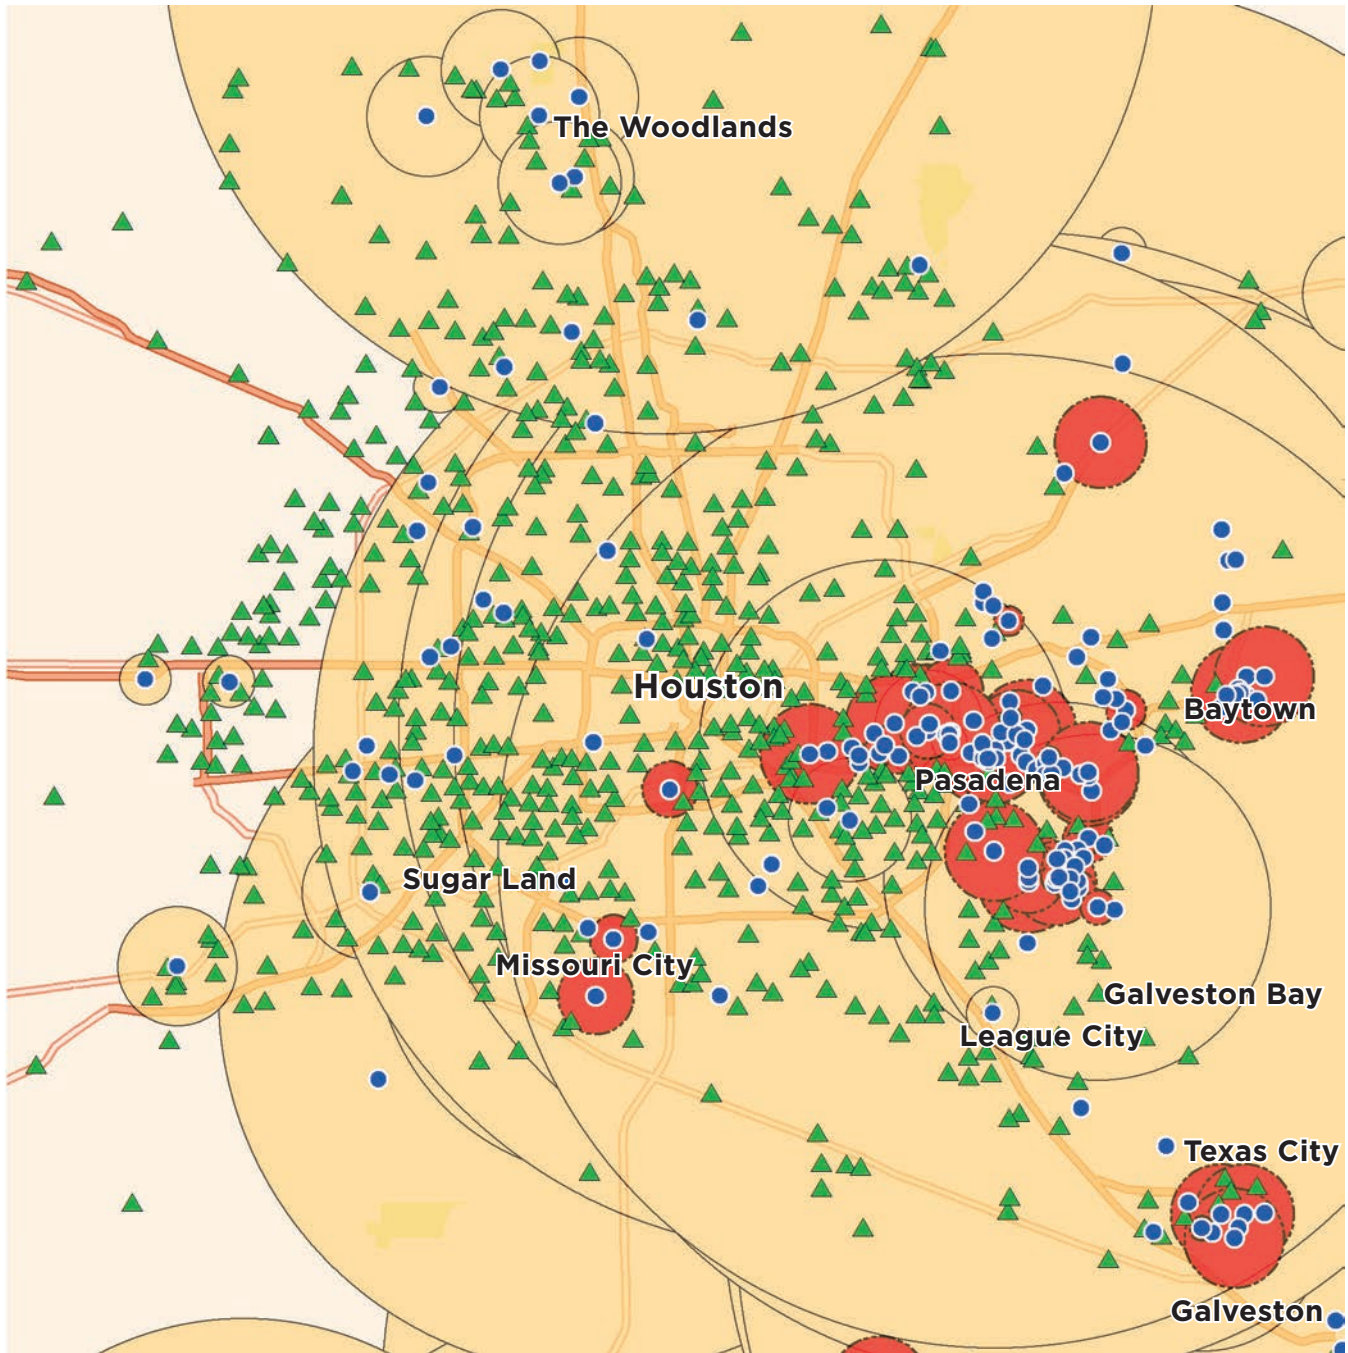 The Woodlands
Houston
Baytown
Pasadena
Sugar Land
Missouri City
Galveston Bay
League City
Texas City
Galveston